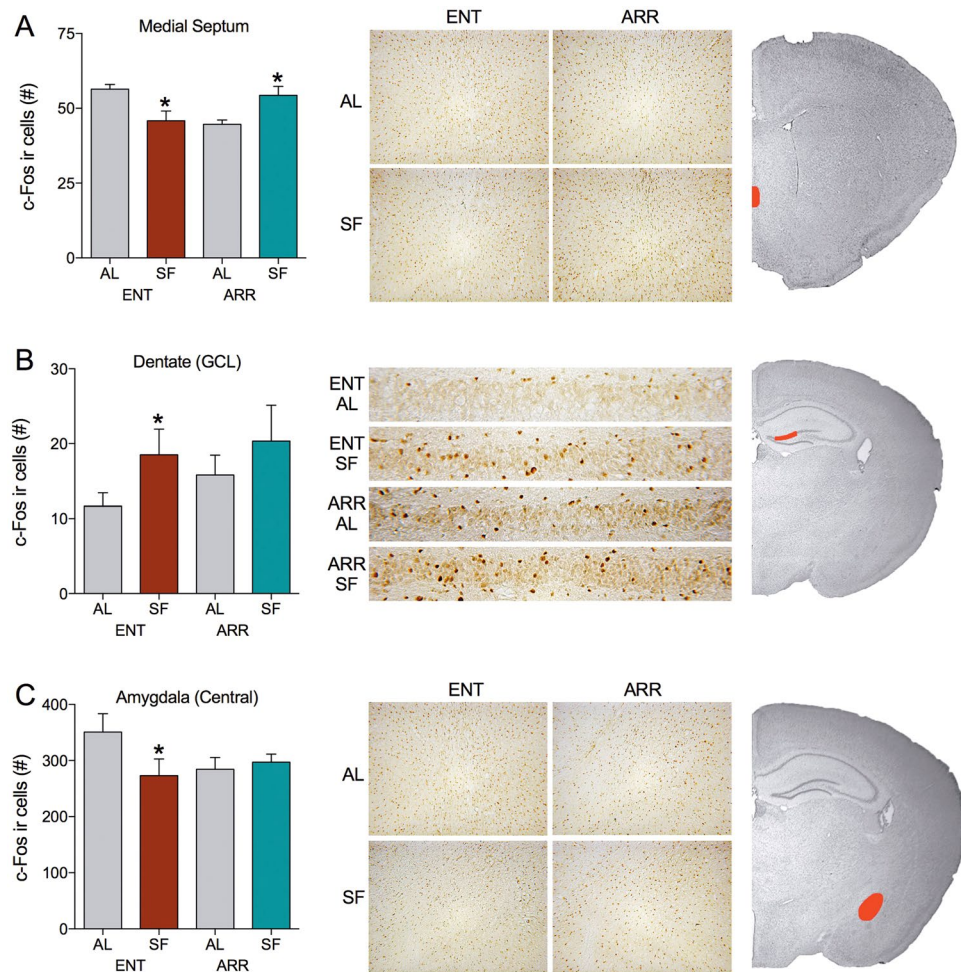 A
Medial Septum
c-Fos ir cells (#)
75
50
25
0
*
*
AL SF AL SF
ENT ARR
ENT ARR
AL
SF
B
Dentate (GCL)
c-Fos ir cells (#)
30
20
10
0
*
AL SF AL SF
ENT ARR
ENT
AL
ENT
SF
ARR
AL
ARR
SF
C
Amygdala (Central)
c-Fos ir cells (#)
400
300
200
100
0
*
AL SF AL SF
ENT ARR
ENT ARR
AL
SF